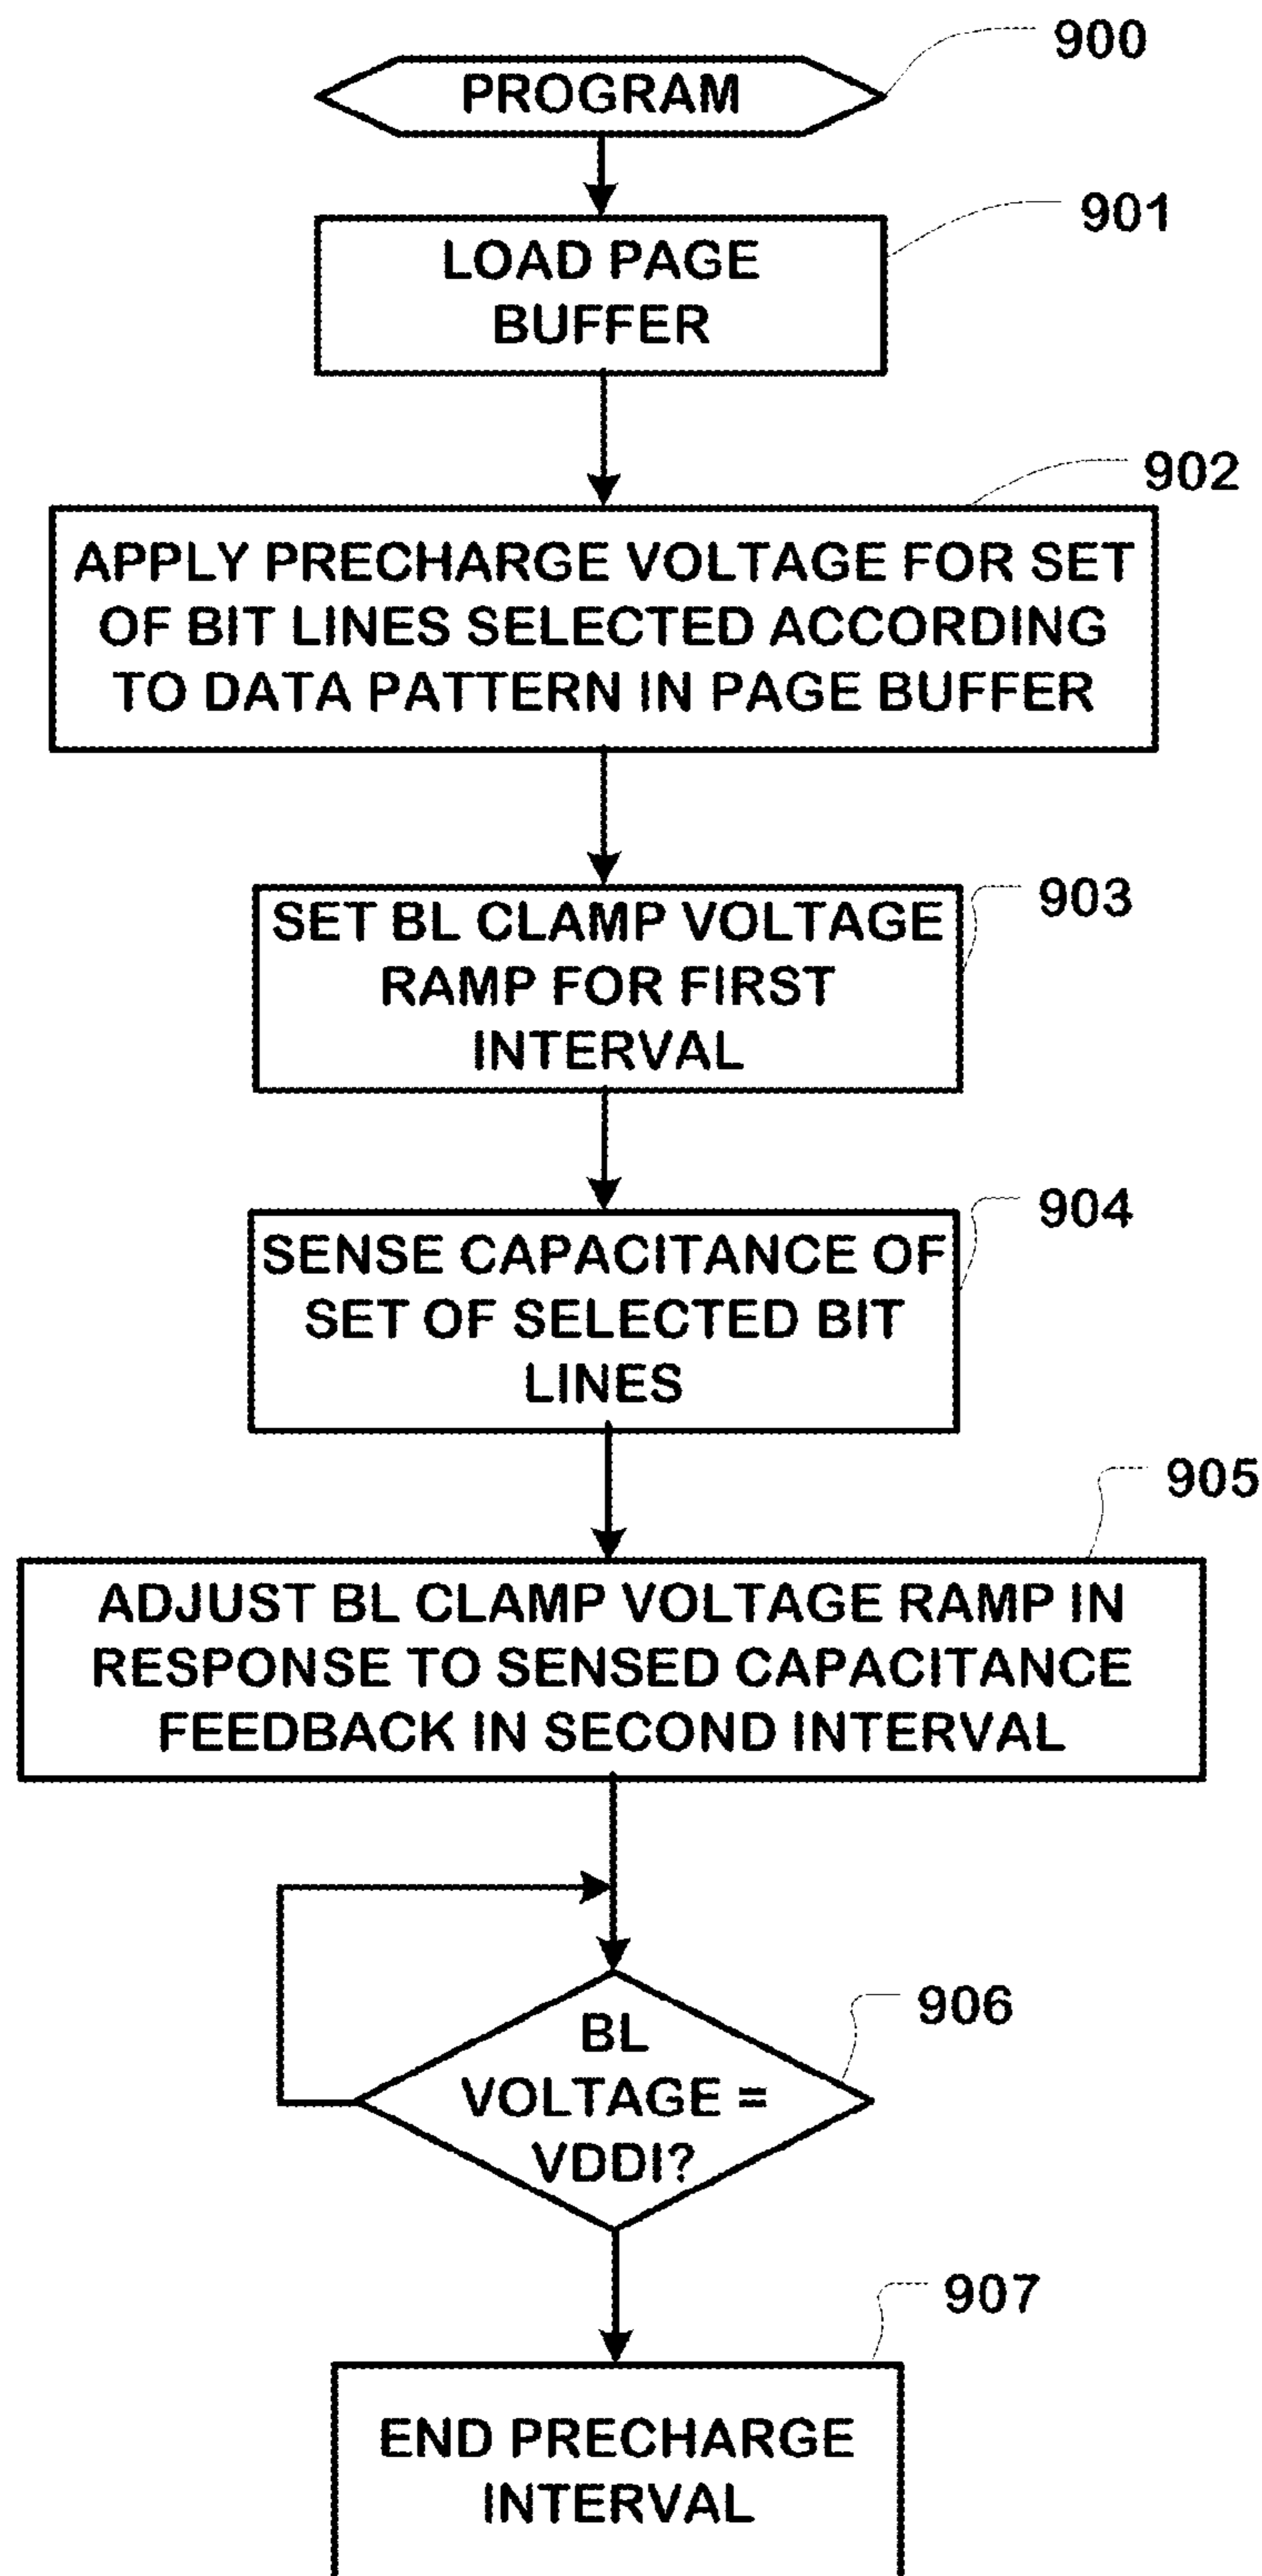 900
PROGRAM
901
LOAD PAGE
BUFFER
902
APPLY PRECHARGE VOLTAGE FOR SET
OF BIT LINES SELECTED ACCORDING
TO DATA PATTERN IN PAGE BUFFER
903
SET BL CLAMP VOLTAGE
RAMP FOR FIRST
INTERVAL
904
SENSE CAPACITANCE OF
SET OF SELECTED BIT
LINES
905
ADJUST BL CLAMP VOLTAGE RAMP IN
RESPONSE TO SENSED CAPACITANCE
FEEDBACK IN SECOND INTERVAL
906
BL
VOLTAGE =
VDDI?
907
END PRECHARGE
INTERVAL